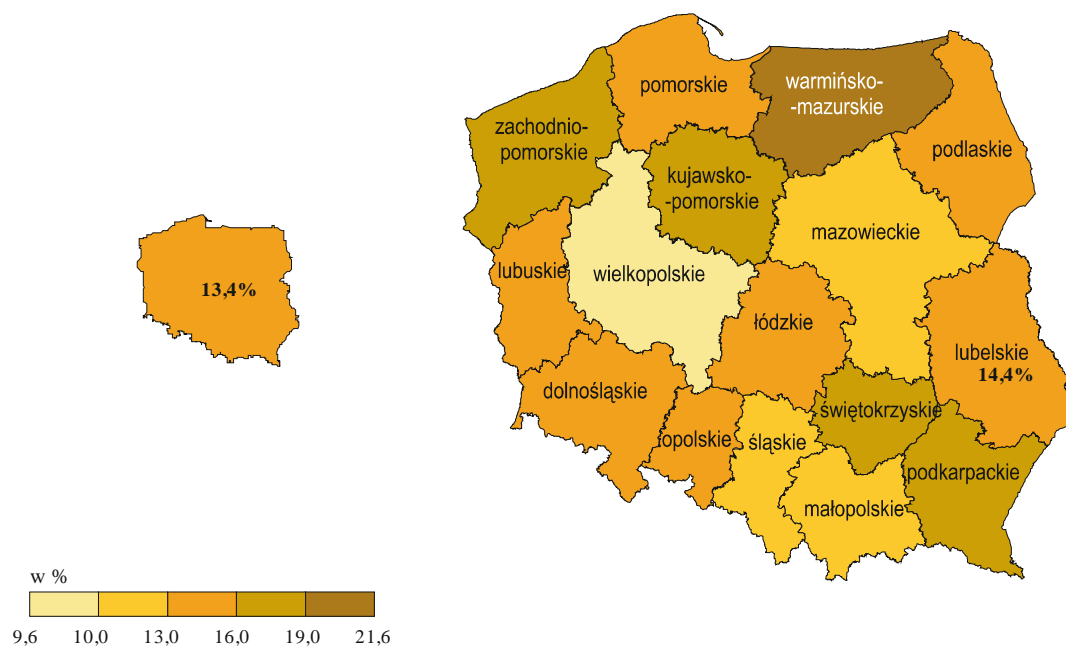 pomorskie
warmińsko-
-mazurskie
zachodnio-
pomorskie
podlaskie
kujawsko-
-pomorskie
mazowieckie
lubuskie
wielkopolskie
13,4%
łódzkie
lubelskie
14,4%
dolnośląskie
świętokrzyskie
opolskie
śląskie
podkarpackie
małopolskie
w %
9,6 10,0 13,0 16,0 19,0 21,6